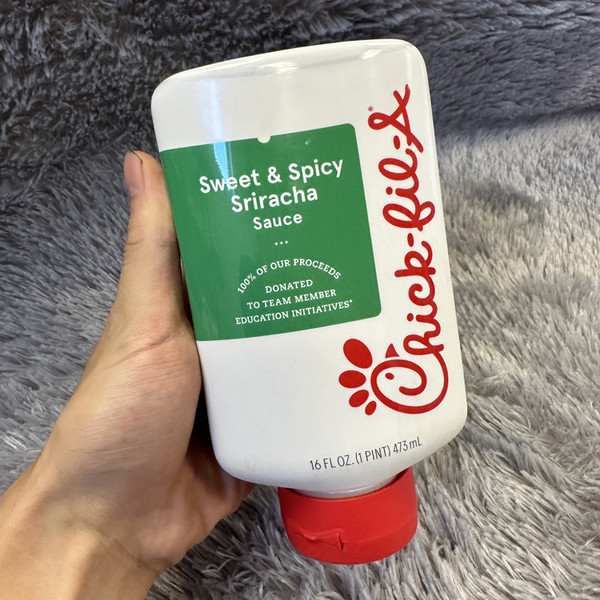 Sweet & Spicy
Sriracha
Sauce
...
100% OF OUR PROCEEDS
DONATED
TO TEAM MEMBER
EDUCATION INITIATIVES*
Chick-fil-A®
16 FL OZ. (1 PINT) 473 mL